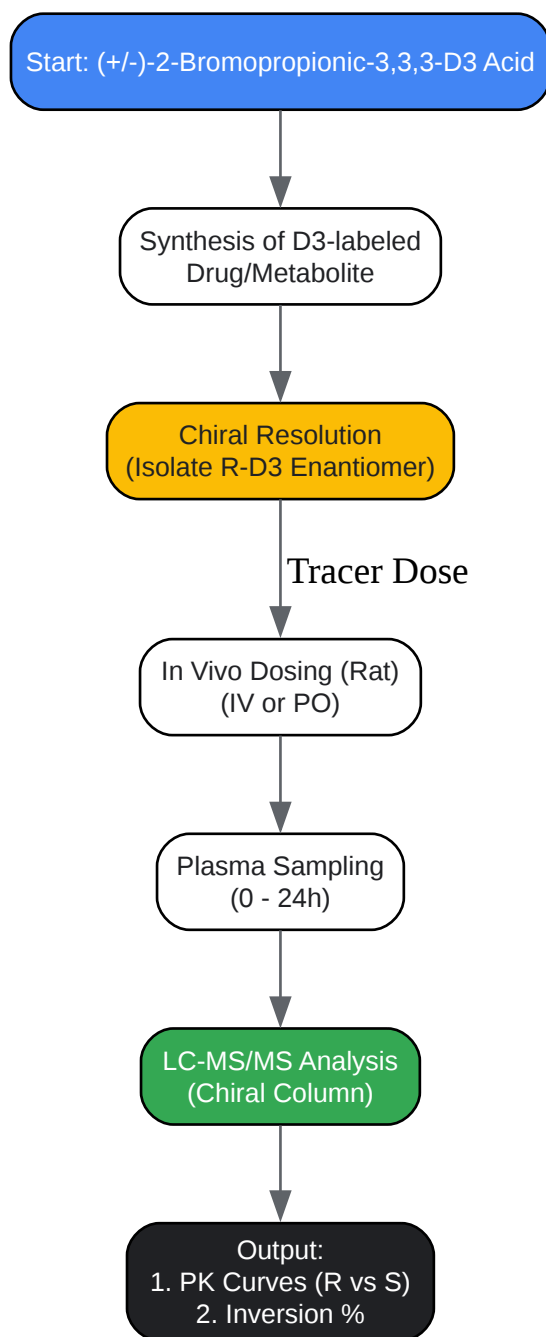 Start: (+/-)-2-Bromopropionic-3,3,3-D3 Acid
Synthesis of D3-labeled
Drug/Metabolite
Chiral Resolution
(Isolate R-D3 Enantiomer)
Tracer Dose
In Vivo Dosing (Rat)
(IV or PO)
Plasma Sampling
(0 - 24h)
LC-MS/MS Analysis
(Chiral Column)
Output:
1. PK Curves (R vs S)
2. Inversion %